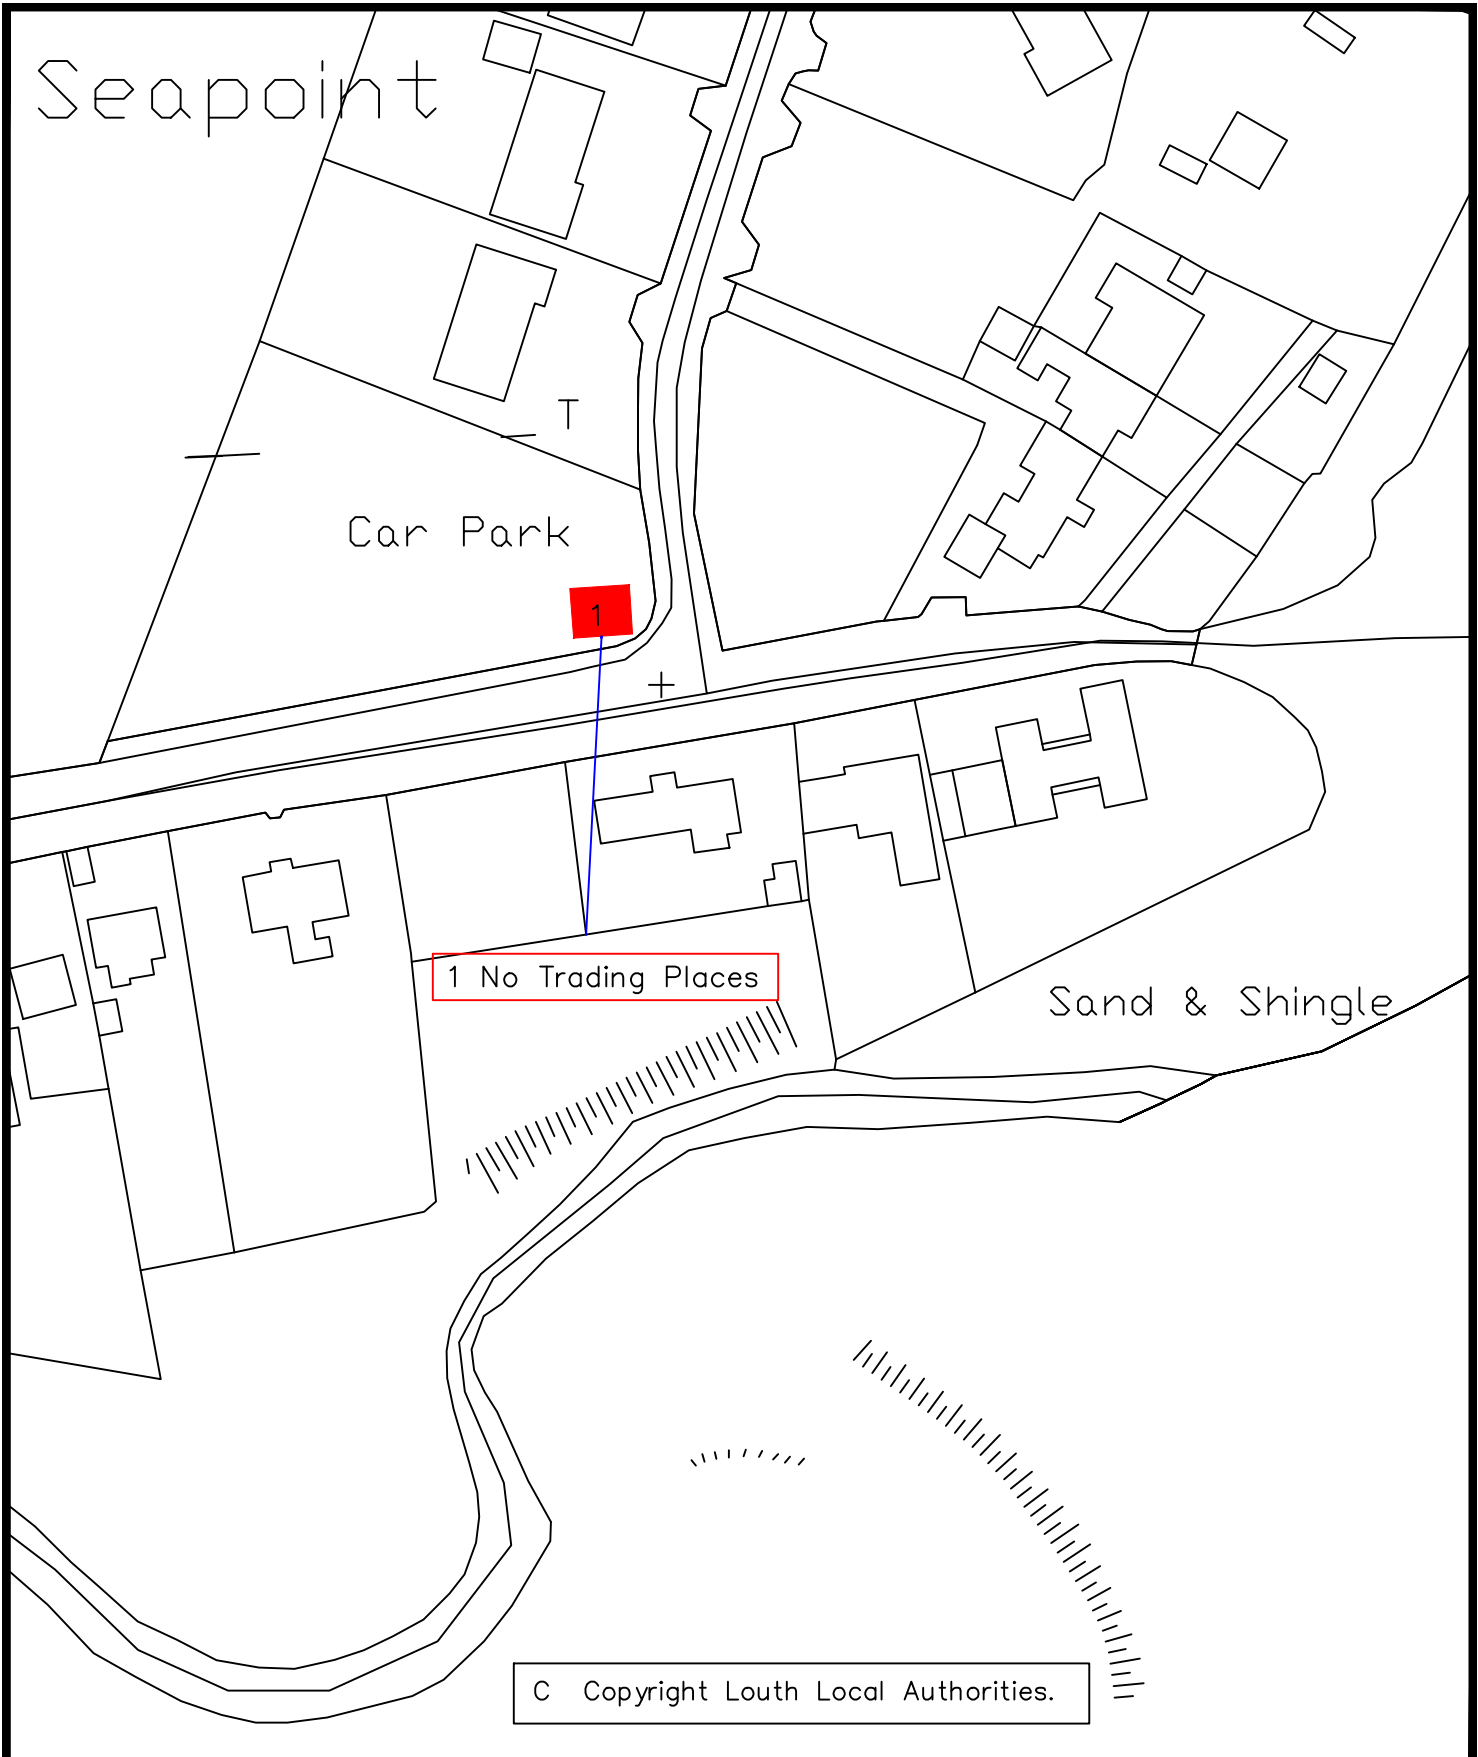 Seapoint
T
Car Park
1
1 No Trading Places
Sand & Shingle
C Copyright Louth Local Authorities.